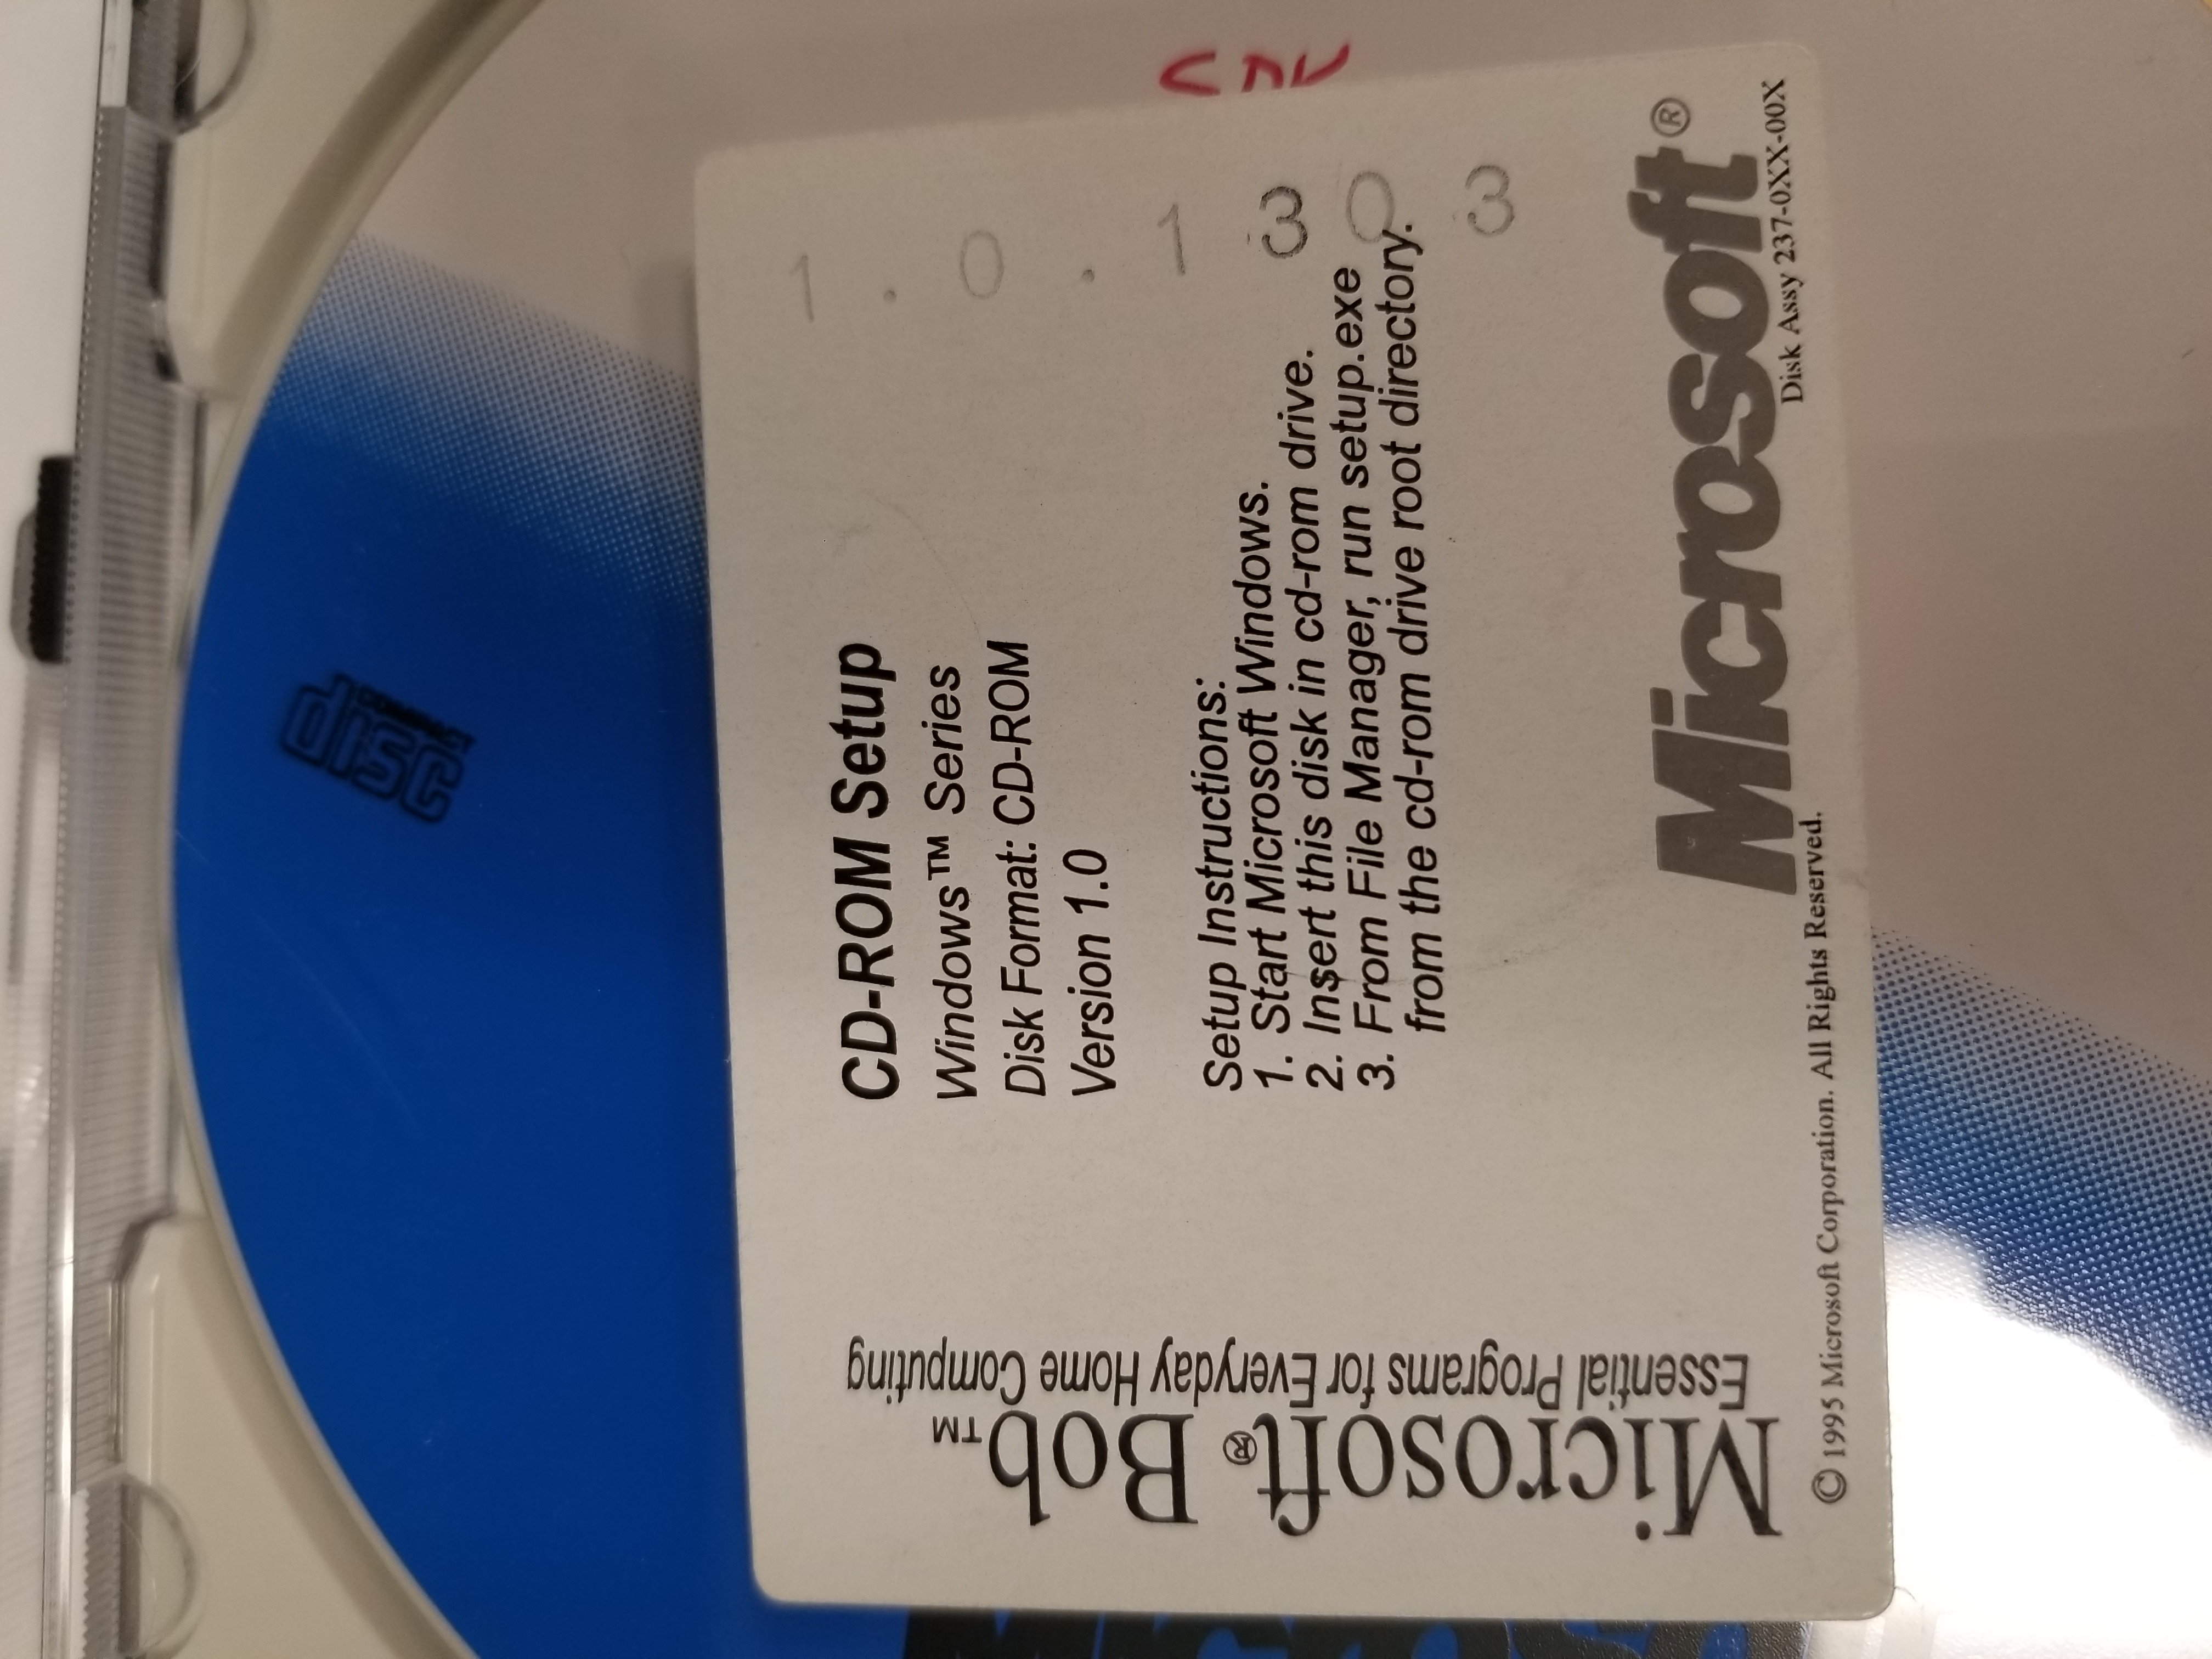 COMPACT
disc
Microsoft® Bob™
Essential Programs for Everyday Home Computing
CD-ROM Setup
Windows™ Series
Disk Format: CD-ROM
Version 1.0
Setup Instructions:
1. Start Microsoft Windows.
2. Insert this disk in cd-rom drive.
3. From File Manager, run setup.exe
from the cd-rom drive root directory.
1.0.1303
Microsoft®
Disk Assy 237-0XX-00X
© 1995 Microsoft Corporation. All Rights Reserved.